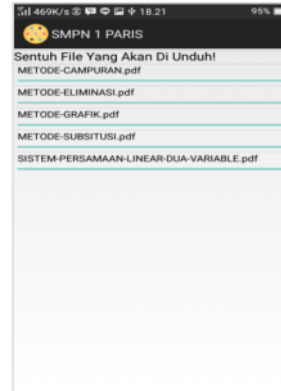 469K/s 18.21 95%
SMPN 1 PARIS
Sentuh File Yang Akan Di Unduh!
METODE-CAMPURAN.pdf
METODE-ELIMINASI.pdf
METODE-GRAFIK.pdf
METODE-SUBSITUSI.pdf
SISTEM-PERSAMAAN-LINEAR-DUA-VARIABLE.pdf